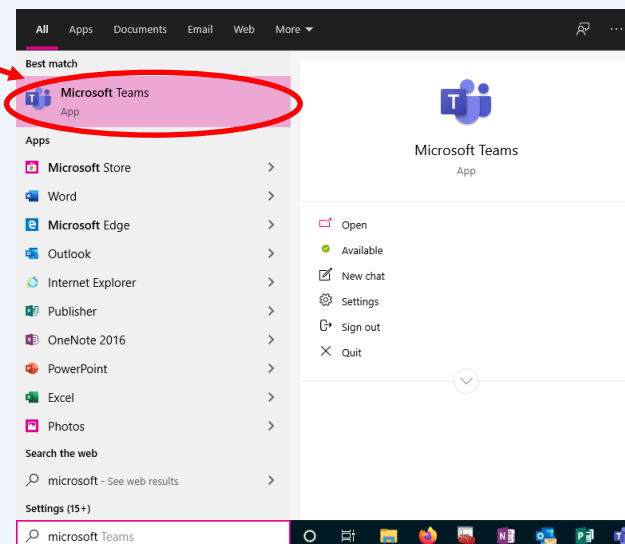 All Apps Documents Email Web More
Best match
Microsoft Teams
App
Apps
Microsoft Store
Word
Microsoft Edge
Outlook
Internet Explorer
Publisher
OneNote 2016
PowerPoint
Excel
Photos
Search the web
microsoft - See web results
Settings (15+)
microsoft Teams
Microsoft Teams
App
Open
Available
New chat
Settings
Sign out
Quit